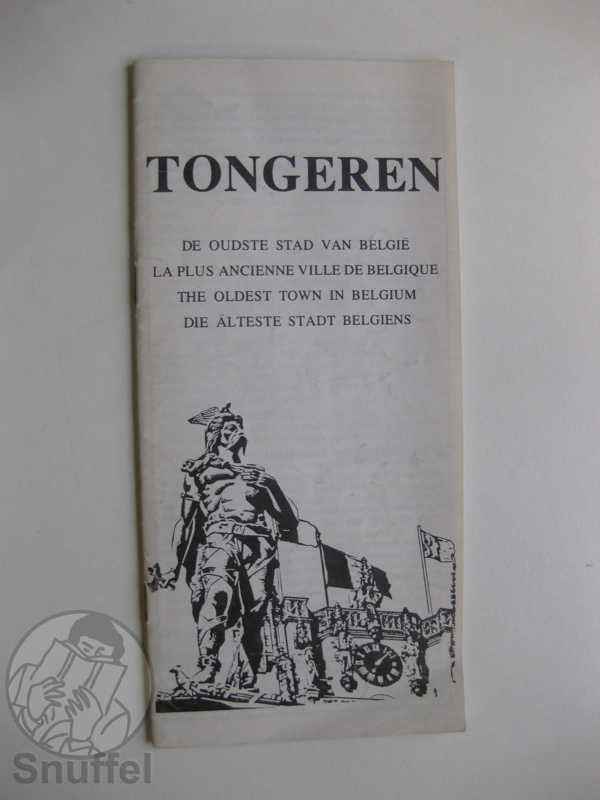 TONGEREN
DE OUDSTE STAD VAN BELGIË
LA PLUS ANCIENNE VILLE DE BELGIQUE
THE OLDEST TOWN IN BELGIUM
DIE ÄLTESTE STADT BELGIENS
Snuffel